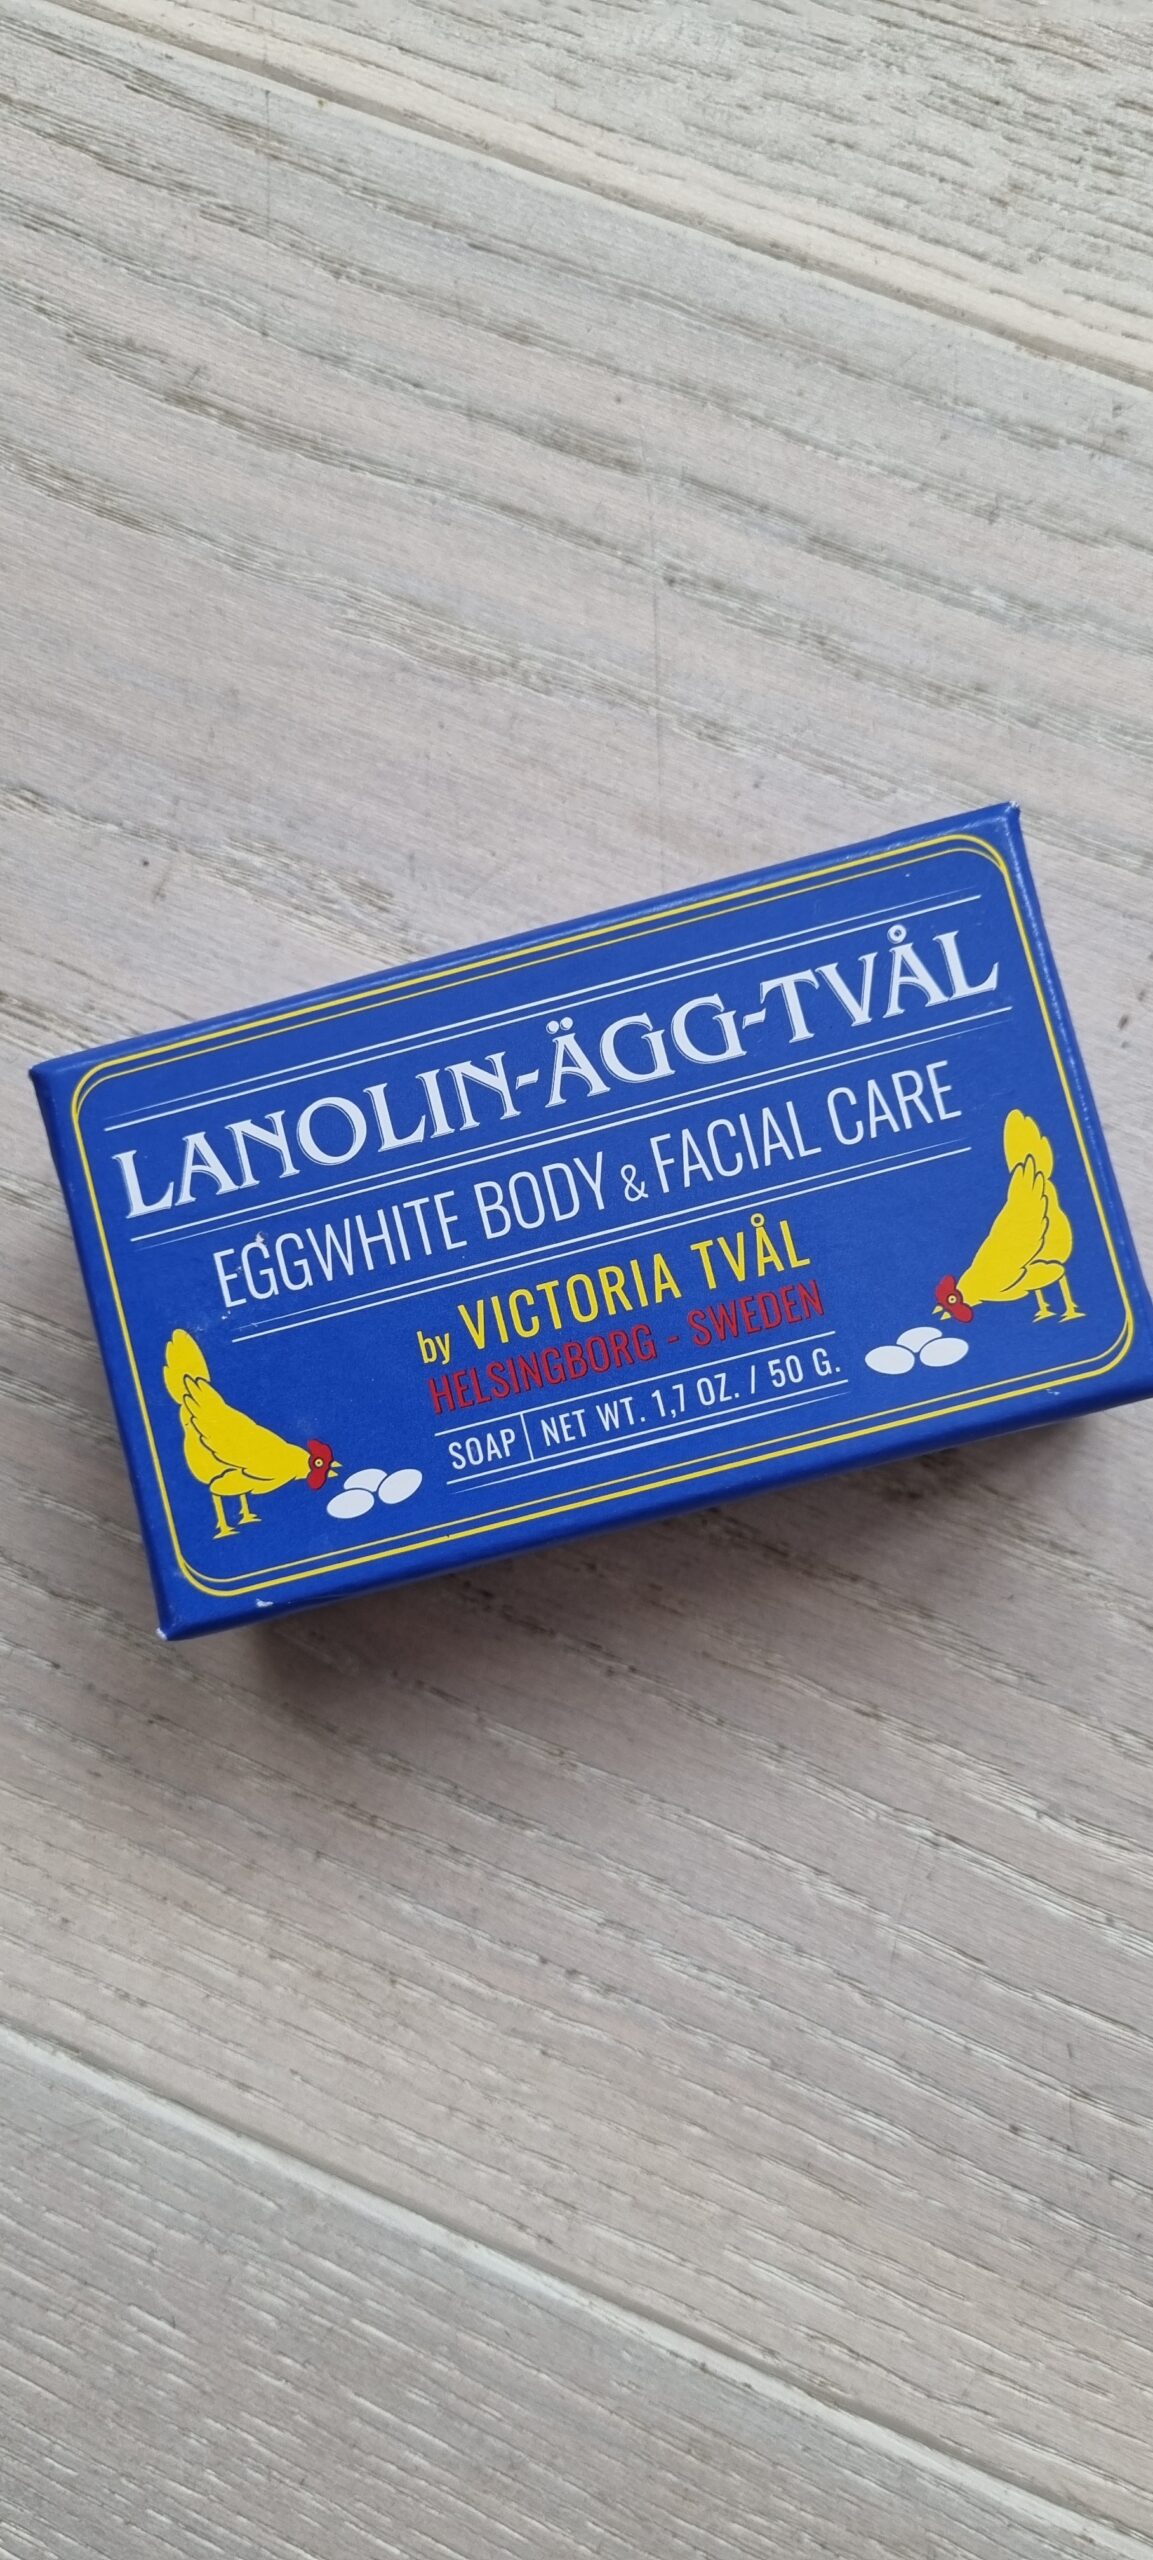 LANOLIN-ÄGG-TVÅL
EGGWHITE BODY & FACIAL CARE
by VICTORIA TVÅL
HELSINGBORG - SWEDEN
SOAP | NET WT. 1,7 OZ. / 50 G.